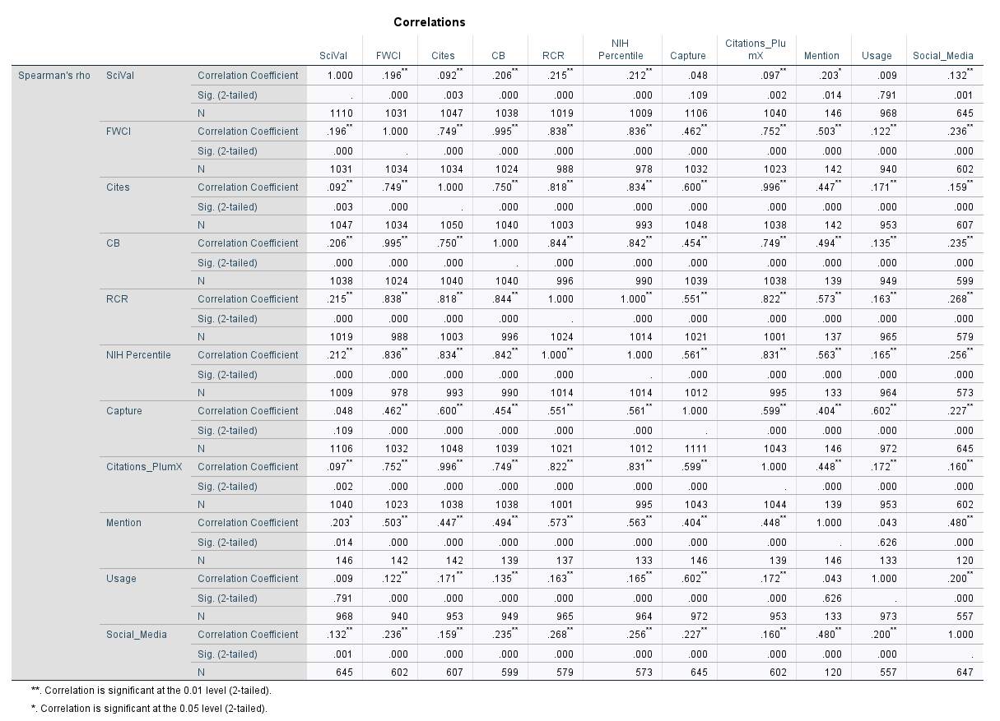 Correlations
SciVal FWCI Cites CB RCR NIH Percentile Capture Citations_PlumX Mention Usage Social_Media
Spearman's rho SciVal Correlation Coefficient 1.000 .196** .092** .206** .215** .212** .048 .097** .203* .009 .132**
Sig. (2-tailed) . .000 .003 .000 .000 .000 .109 .002 .014 .791 .001
N 1110 1031 1047 1038 1019 1009 1106 1040 146 968 645
FWCI Correlation Coefficient .196** 1.000 .749** .995** .838** .836** .462** .752** .503** .122** .236**
Sig. (2-tailed) .000 . .000 .000 .000 .000 .000 .000 .000 .000 .000
N 1031 1034 1034 1024 988 978 1032 1023 142 940 602
Cites Correlation Coefficient .092** .749** 1.000 .750** .818** .834** .600** .996** .447** .171** .159**
Sig. (2-tailed) .003 .000 . .000 .000 .000 .000 .000 .000 .000 .000
N 1047 1034 1050 1040 1003 993 1048 1038 142 953 607
CB Correlation Coefficient .206** .995** .750** 1.000 .844** .842** .454** .749** .494** .135** .235**
Sig. (2-tailed) .000 .000 .000 . .000 .000 .000 .000 .000 .000 .000
N 1038 1024 1040 1040 996 990 1039 1038 139 949 599
RCR Correlation Coefficient .215** .838** .818** .844** 1.000 1.000** .551** .822** .573** .163** .268**
Sig. (2-tailed) .000 .000 .000 .000 . .000 .000 .000 .000 .000 .000
N 1019 988 1003 996 1024 1014 1021 1001 137 965 579
NIH Percentile Correlation Coefficient .212** .836** .834** .842** 1.000** 1.000 .561** .831** .563** .165** .256**
Sig. (2-tailed) .000 .000 .000 .000 .000 . .000 .000 .000 .000 .000
N 1009 978 993 990 1014 1014 1012 995 133 964 573
Capture Correlation Coefficient .048 .462** .600** .454** .551** .561** 1.000 .599** .404** .602** .227**
Sig. (2-tailed) .109 .000 .000 .000 .000 .000 . .000 .000 .000 .000
N 1106 1032 1048 1039 1021 1012 1111 1043 146 972 645
Citations_PlumX Correlation Coefficient .097** .752** .996** .749** .822** .831** .599** 1.000 .448** .172** .160**
Sig. (2-tailed) .002 .000 .000 .000 .000 .000 .000 . .000 .000 .000
N 1040 1023 1038 1038 1001 995 1043 1044 139 953 602
Mention Correlation Coefficient .203* .503** .447** .494** .573** .563** .404** .448** 1.000 .043 .480**
Sig. (2-tailed) .014 .000 .000 .000 .000 .000 .000 .000 . .626 .000
N 146 142 142 139 137 133 146 139 146 133 120
Usage Correlation Coefficient .009 .122** .171** .135** .163** .165** .602** .172** .043 1.000 .200**
Sig. (2-tailed) .791 .000 .000 .000 .000 .000 .000 .000 .626 . .000
N 968 940 953 949 965 964 972 953 133 973 557
Social_Media Correlation Coefficient .132** .236** .159** .235** .268** .256** .227** .160** .480** .200** 1.000
Sig. (2-tailed) .001 .000 .000 .000 .000 .000 .000 .000 .000 .000 .
N 645 602 607 599 579 573 645 602 120 557 647
**. Correlation is significant at the 0.01 level (2-tailed).
*. Correlation is significant at the 0.05 level (2-tailed).